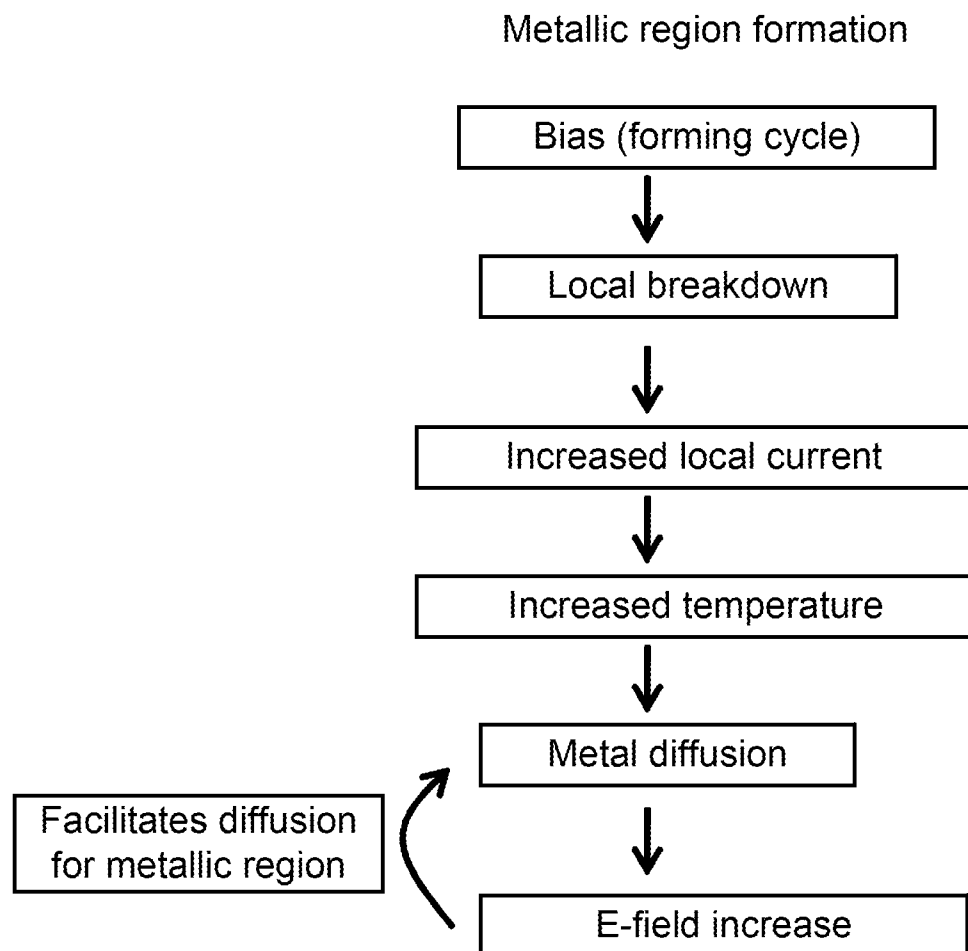 Metallic region formation
Bias (forming cycle)
Local breakdown
Increased local current
Increased temperature
Metal diffusion
Facilitates diffusion
for metallic region
E-field increase